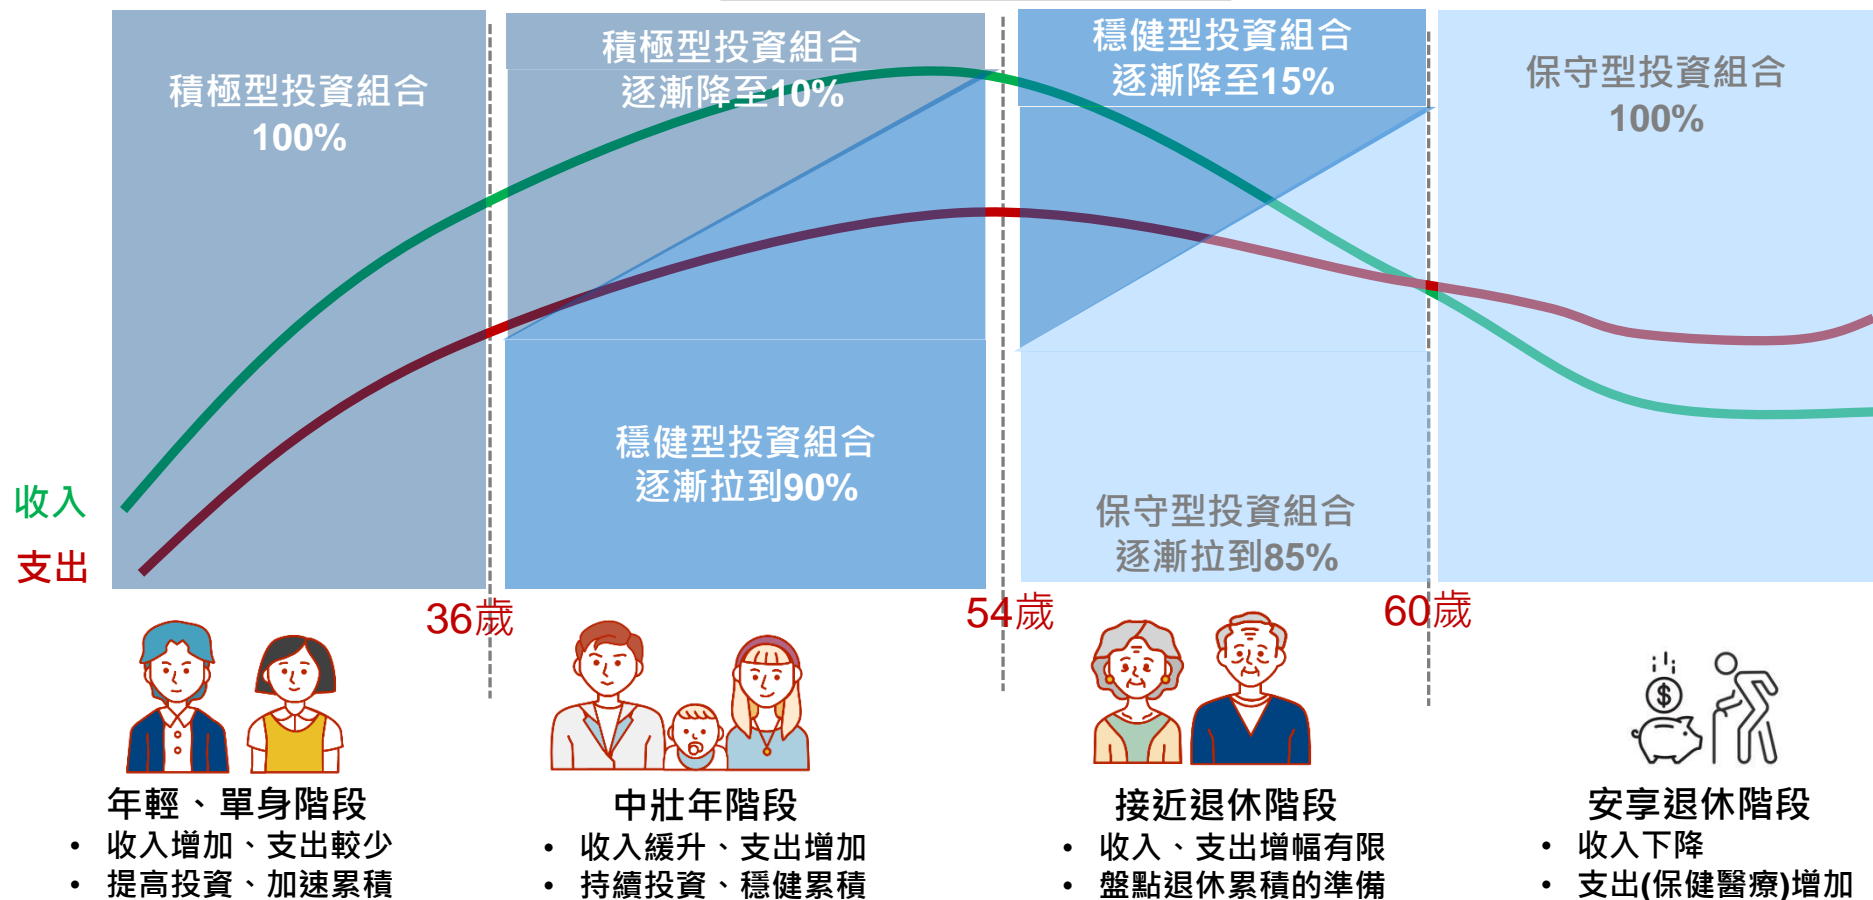 積極型投資組合
100%
積極型投資組合
逐漸降至10%
穩健型投資組合
逐漸拉到90%
穩健型投資組合
逐漸降至15%
保守型投資組合
逐漸拉到85%
保守型投資組合
100%
收入
支出
36歲
54歲
60歲
$
年輕、單身階段
• 收入增加、支出較少
• 提高投資、加速累積
中壯年階段
• 收入緩升、支出增加
• 持續投資、穩健累積
接近退休階段
• 收入、支出增幅有限
• 盤點退休累積的準備
安享退休階段
• 收入下降
• 支出(保健醫療)增加